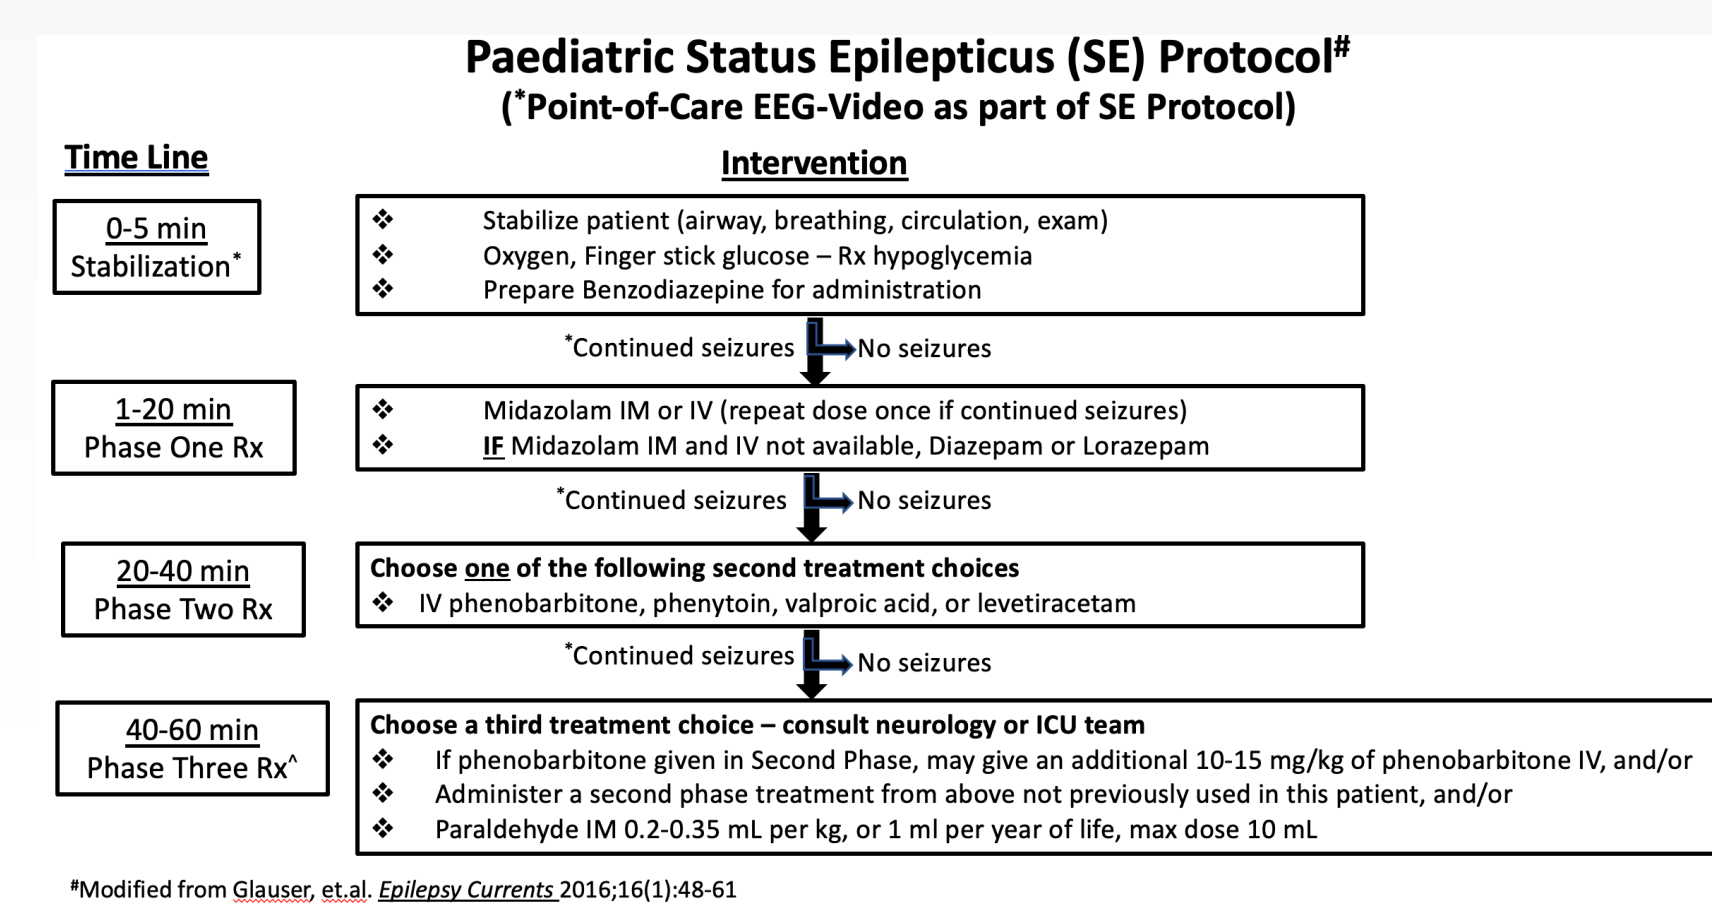 Paediatric Status Epilepticus (SE) Protocol#
(*Point-of-Care EEG-Video as part of SE Protocol)
Time Line
Intervention
0-5 min
Stabilization*
❖ Stabilize patient (airway, breathing, circulation, exam)
❖ Oxygen, Finger stick glucose – Rx hypoglycemia
❖ Prepare Benzodiazepine for administration
*Continued seizures
No seizures
1-20 min
Phase One Rx
❖ Midazolam IM or IV (repeat dose once if continued seizures)
❖ IF Midazolam IM and IV not available, Diazepam or Lorazepam
*Continued seizures
No seizures
20-40 min
Phase Two Rx
Choose one of the following second treatment choices
❖ IV phenobarbitone, phenytoin, valproic acid, or levetiracetam
*Continued seizures
No seizures
40-60 min
Phase Three Rx^
Choose a third treatment choice – consult neurology or ICU team
❖ If phenobarbitone given in Second Phase, may give an additional 10-15 mg/kg of phenobarbitone IV, and/or
❖ Administer a second phase treatment from above not previously used in this patient, and/or
❖ Paraldehyde IM 0.2-0.35 mL per kg, or 1 ml per year of life, max dose 10 mL
#Modified from Glauser, et.al. Epilepsy Currents 2016;16(1):48-61